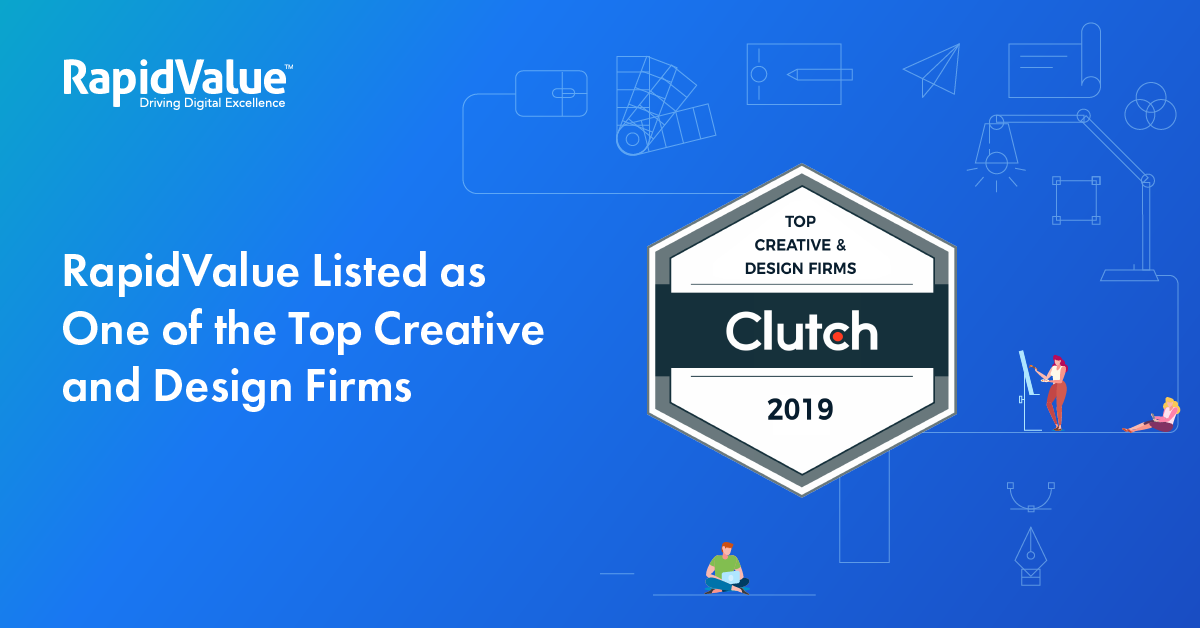 RapidValue™
Driving Digital Excellence
RapidValue Listed as
One of the Top Creative
and Design Firms
TOP
CREATIVE &
DESIGN FIRMS
Clutch
2019